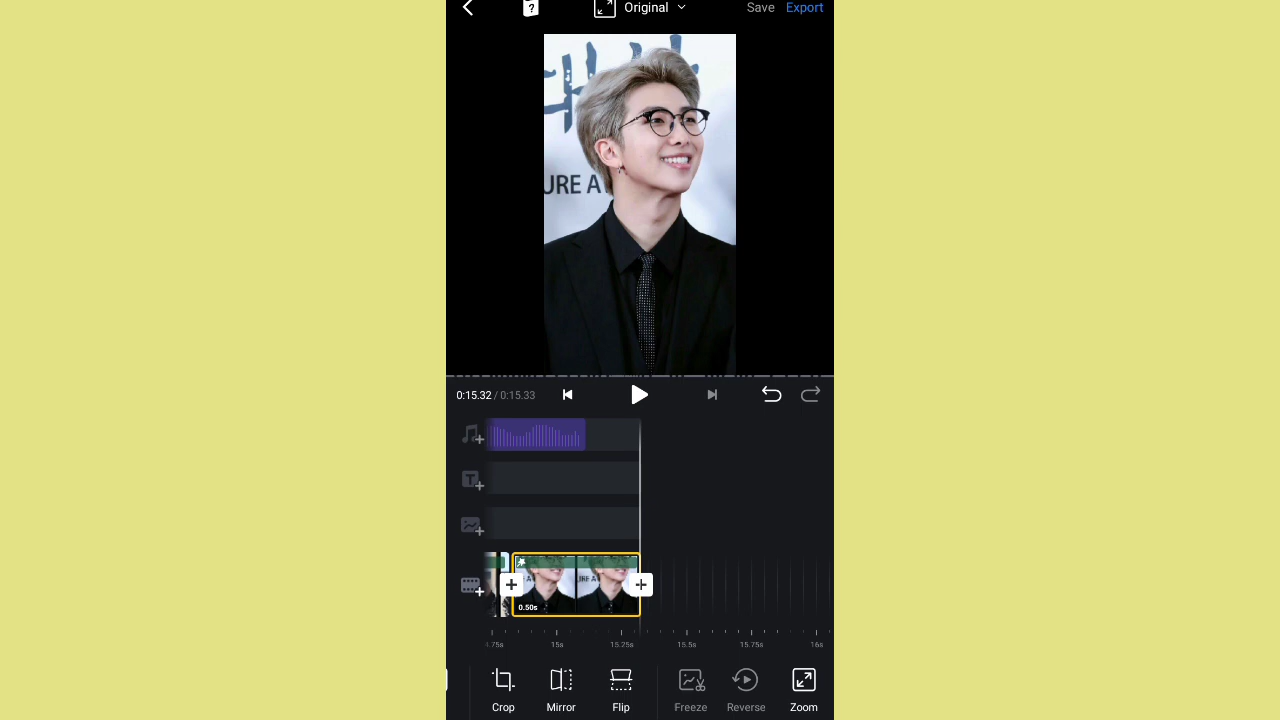 ?
Original
Save
Export
JRE A
0:15.32 / 0:15.33
T
0.50s
15s
15.25s
15.5s
15.75s
16s
Crop
Mirror
Flip
Freeze
Reverse
Zoom